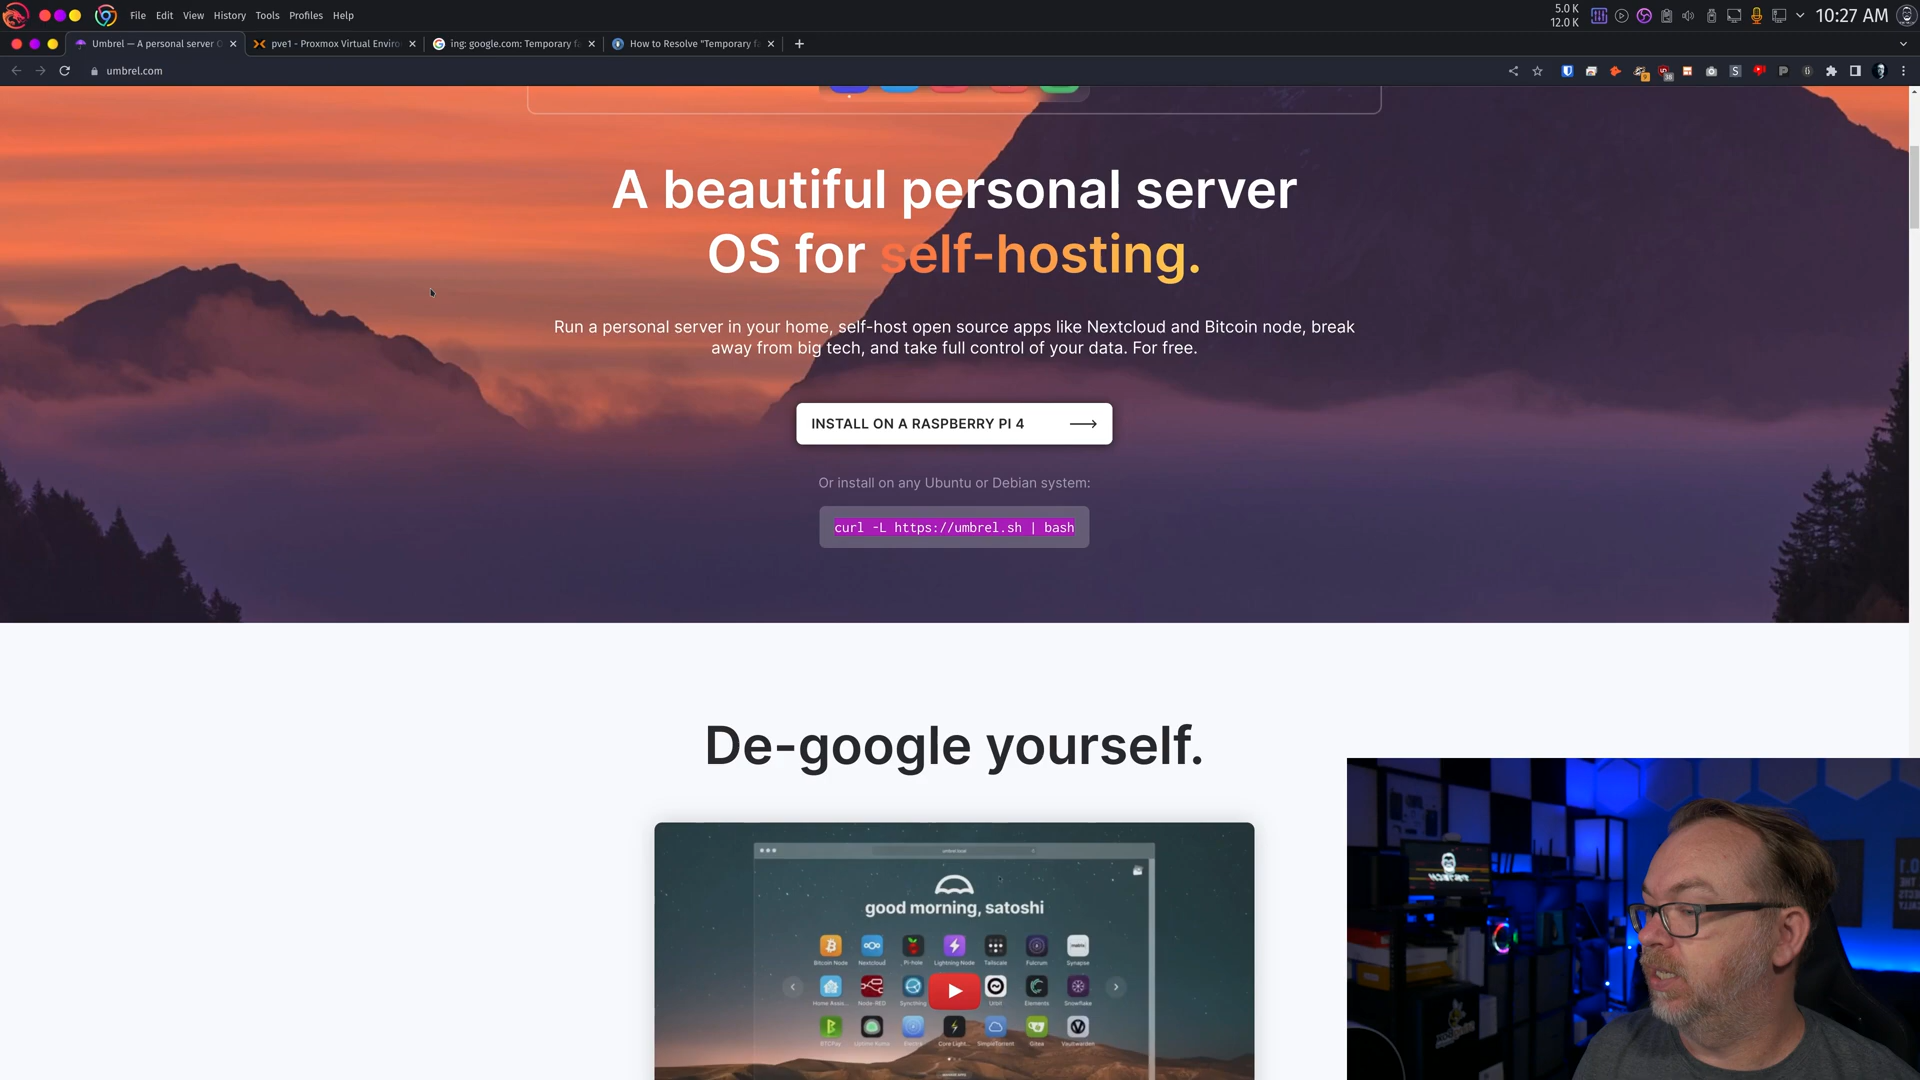 File Edit View History Tools Profiles Help
5.0 K
12.0 K
10:27 AM
Umbrel — A personal server O
pve1 - Proxmox Virtual Enviro
ing: google.com: Temporary fa
How to Resolve "Temporary fa
umbrel.com
A beautiful personal server
OS for self-hosting.
Run a personal server in your home, self-host open source apps like Nextcloud and Bitcoin node, break
away from big tech, and take full control of your data. For free.
INSTALL ON A RASPBERRY PI 4
Or install on any Ubuntu or Debian system:
curl -L https://umbrel.sh | bash
De-google yourself.
good morning, satoshi
Bitcoin Node Nextcloud Pi-hole Lightning Node Tailscale Fulcrum Synapse
Home Assis... Node-RED Syncthing Urbit Elements Snowflake
BTCPay Uptime Kuma Electrs Core Light... SimpleTorrent Gitea Vaultwarden